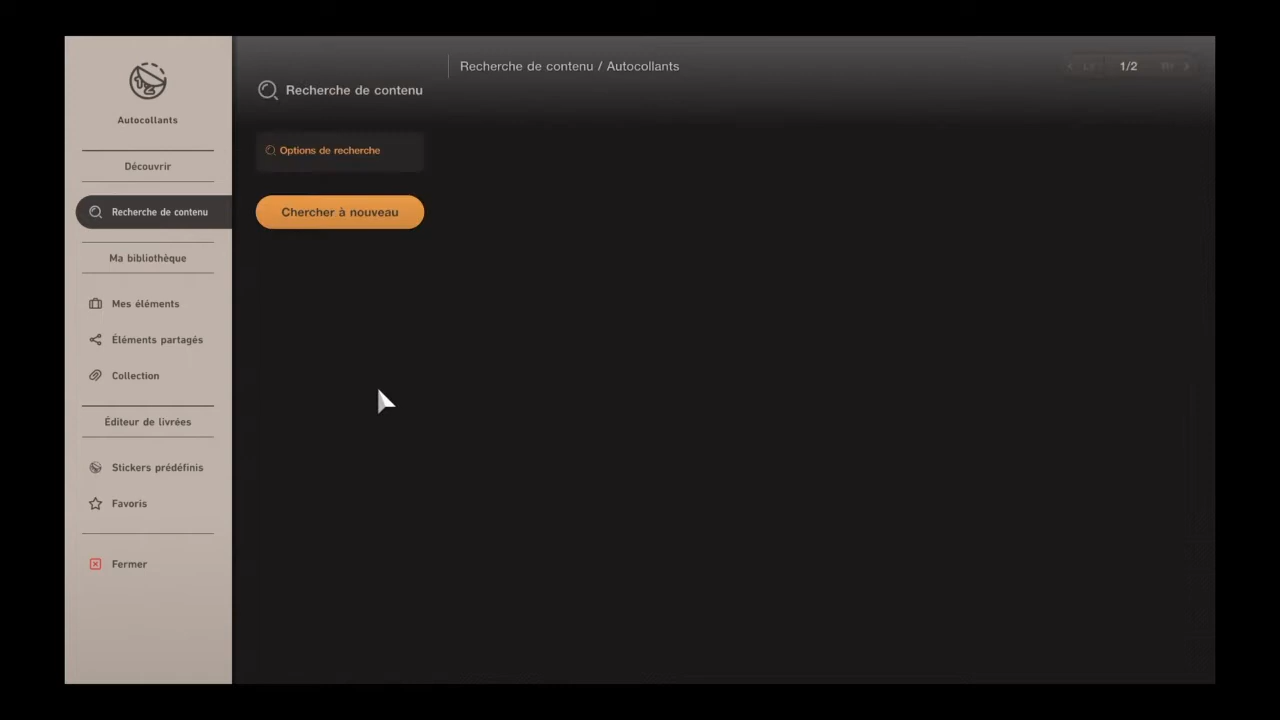 Autocollants
Découvrir
Recherche de contenu
Ma bibliothèque
Mes éléments
Éléments partagés
Collection
Éditeur de livrées
Stickers prédéfinis
Favoris
Fermer
Recherche de contenu / Autocollants
1/2
Recherche de contenu
Options de recherche
Chercher à nouveau